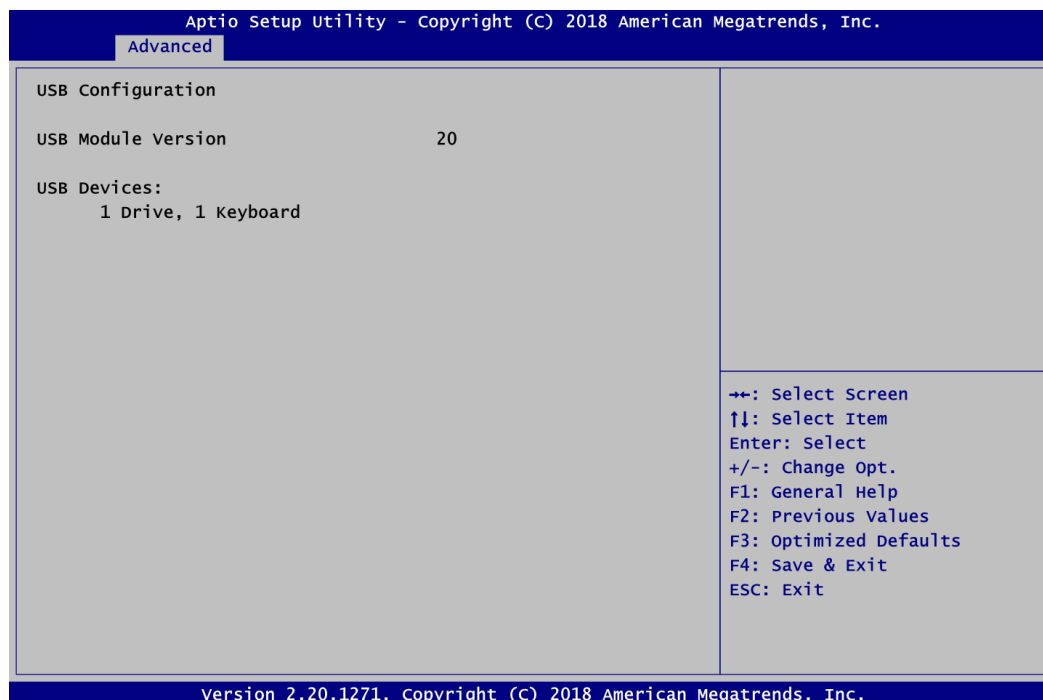 Aptio Setup Utility - Copyright (C) 2018 American Megatrends, Inc.
Advanced
USB Configuration
USB Module Version 20
USB Devices:
1 Drive, 1 Keyboard
→←: Select Screen
↑↓: Select Item
Enter: Select
+/-: Change Opt.
F1: General Help
F2: Previous Values
F3: Optimized Defaults
F4: Save & Exit
ESC: Exit
Version 2.20.1271. Copyright (C) 2018 American Megatrends, Inc.